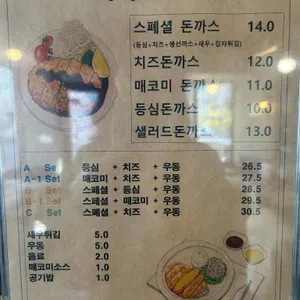 스페셜 돈까스 14.0
(등심+치즈+생선까스+새우+감자튀김)
치즈돈까스 12.0
매코미 돈까스 11.0
등심돈까스 10.0
샐러드돈까스 13.0
A Set 등심 + 치즈 + 우동 26.5
A-1 Set 매코미 + 치즈 + 우동 27.5
B Set 스페셜 + 등심 + 우동 28.5
B-1 Set 스페셜 + 매코미 + 우동 29.5
C Set 스페셜 + 치즈 + 우동 30.5
새우튀김 5.0
우동 5.0
음료 2.0
매코미소스 1.0
공기밥 1.0